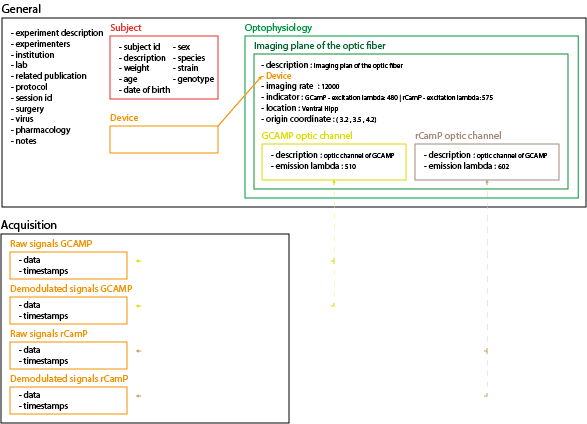 General
- experiment description
- experimenters
- institution
- lab
- related publication
- protocol
- session id
- surgery
- virus
- pharmacology
- notes
Subject
- subject id
- description
- weight
- age
- date of birth
- sex
- species
- strain
- genotype
Device
Optophysiology
Imaging plane of the optic fiber
- description : Imaging plan of the optic fiber
- Device
- imaging rate : 12000
- indicator : GCamP - excitation lambda: 480 | rCamP - excitation lambda: 575
- location : Ventral Hipp
- origin coordinate : ( 3.2 , 3.5 , 4.2)
GCAMP optic channel
- description : optic channel of GCAMP
- emission lambda : 510
rCamP optic channel
- description : optic channel of GCAMP
- emission lambda : 602
Acquisition
Raw signals GCAMP
- data
- timestamps
Demodulated signals GCAMP
- data
- timestamps
Raw signals rCamP
- data
- timestamps
Demodulated signals rCamP
- data
- timestamps